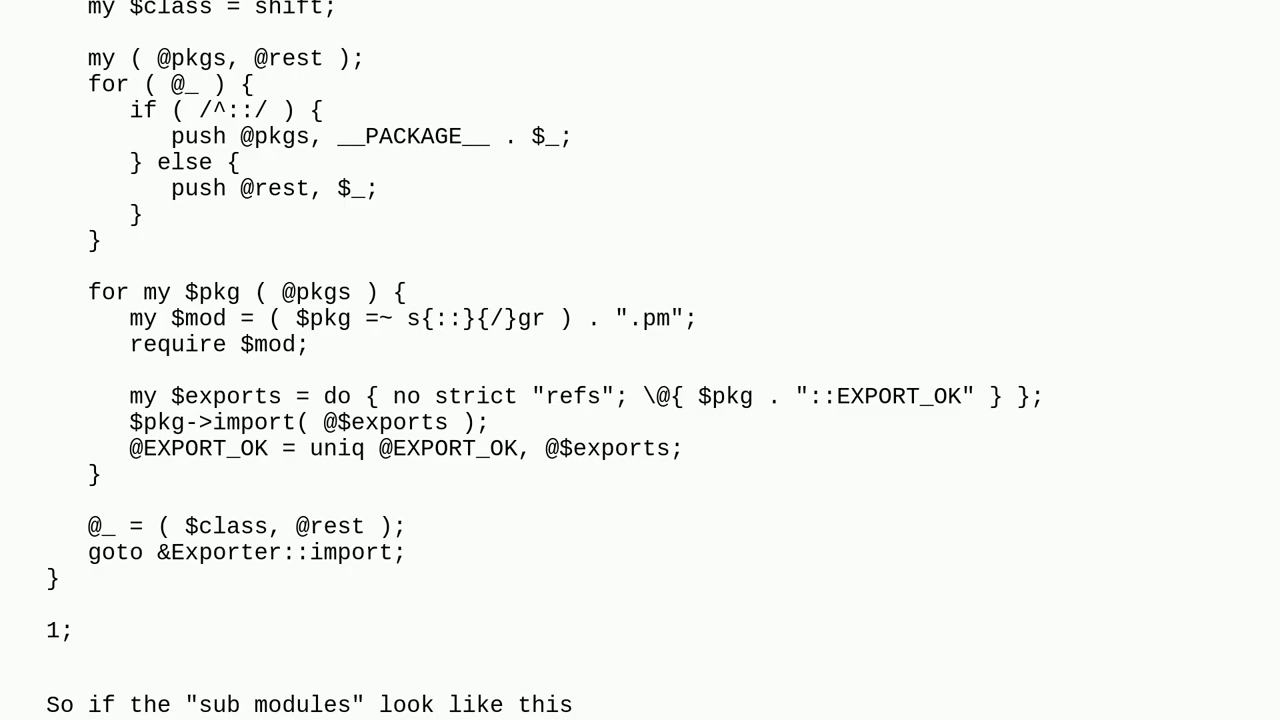 my $class = shift;
my ( @pkgs, @rest );
for ( @_ ) {
if ( /^::/ ) {
push @pkgs, __PACKAGE__ . $_;
} else {
push @rest, $_;
}
}
for my $pkg ( @pkgs ) {
my $mod = ( $pkg =~ s{::}{/}gr ) . ".pm";
require $mod;
my $exports = do { no strict "refs"; \@{ $pkg . "::EXPORT_OK" } };
$pkg->import( @$exports );
@EXPORT_OK = uniq @EXPORT_OK, @$exports;
}
@_ = ( $class, @rest );
goto &Exporter::import;
}
1;
So if the "sub modules" look like this